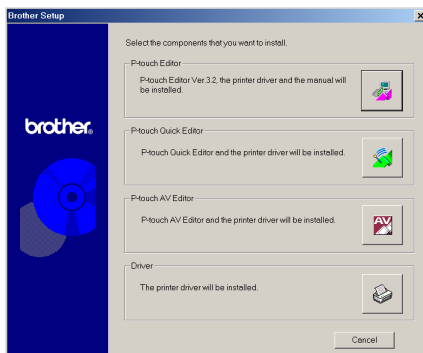 Brother Setup
Select the components that you want to install.
P-touch Editor
P-touch Editor Ver.3.2, the printer driver and the manual will
be installed.
brother®
P-touch Quick Editor
P-touch Quick Editor and the printer driver will be installed.
P-touch AV Editor
P-touch AV Editor and the printer driver will be installed.
AV
Driver
The printer driver will be installed.
Cancel